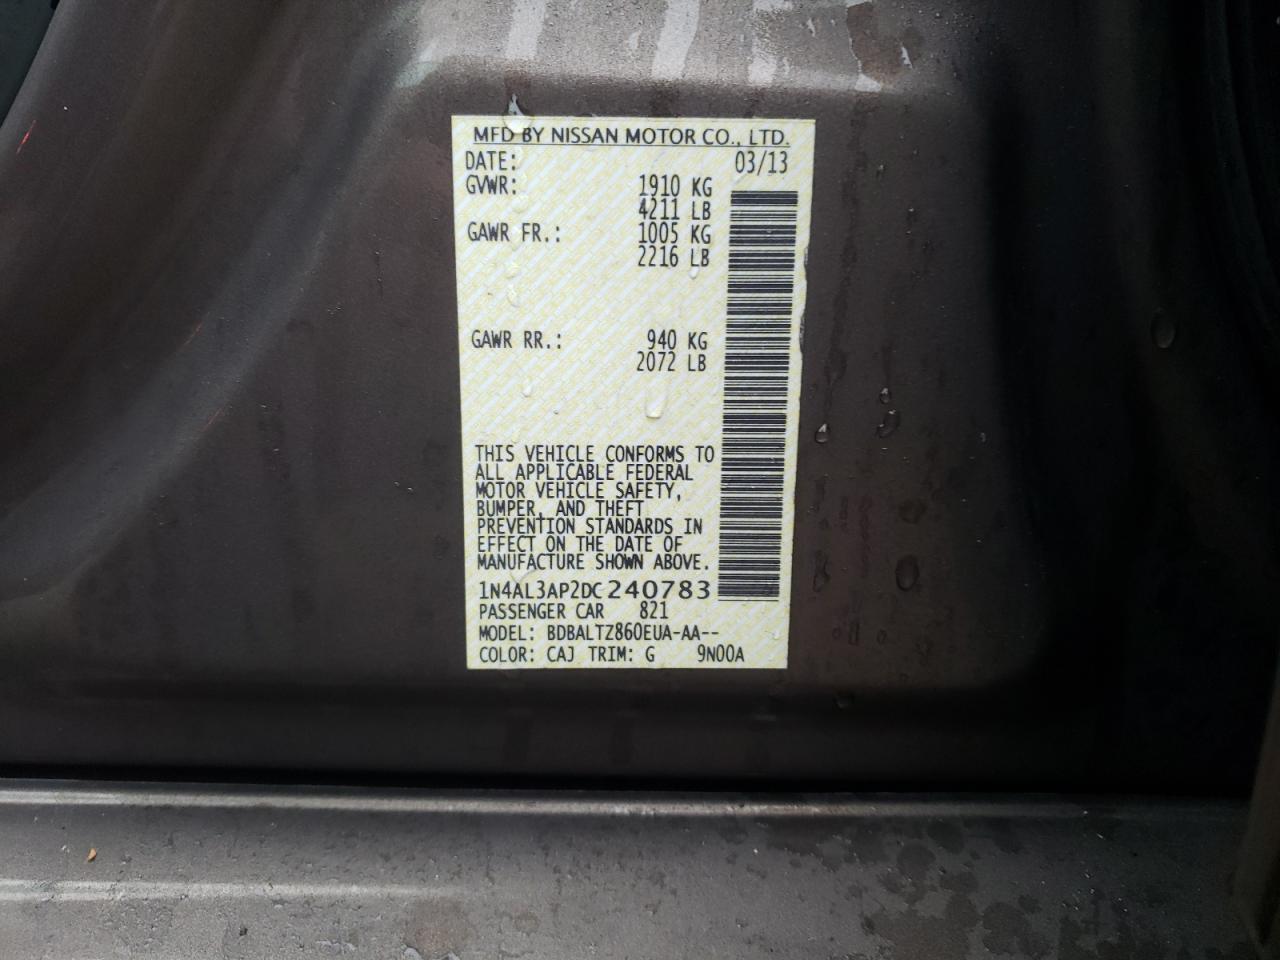 MFD BY NISSAN MOTOR CO., LTD.
DATE: 03/13
GVWR: 1910 KG
4211 LB
GAWR FR.: 1005 KG
2216 LB
GAWR RR.: 940 KG
2072 LB
THIS VEHICLE CONFORMS TO
ALL APPLICABLE FEDERAL
MOTOR VEHICLE SAFETY,
BUMPER, AND THEFT
PREVENTION STANDARDS IN
EFFECT ON THE DATE OF
MANUFACTURE SHOWN ABOVE.
1N4AL3AP2DC240783
PASSENGER CAR 821
MODEL: BDBALTZ860EUA-AA--
COLOR: CAJ TRIM: G 9N00A